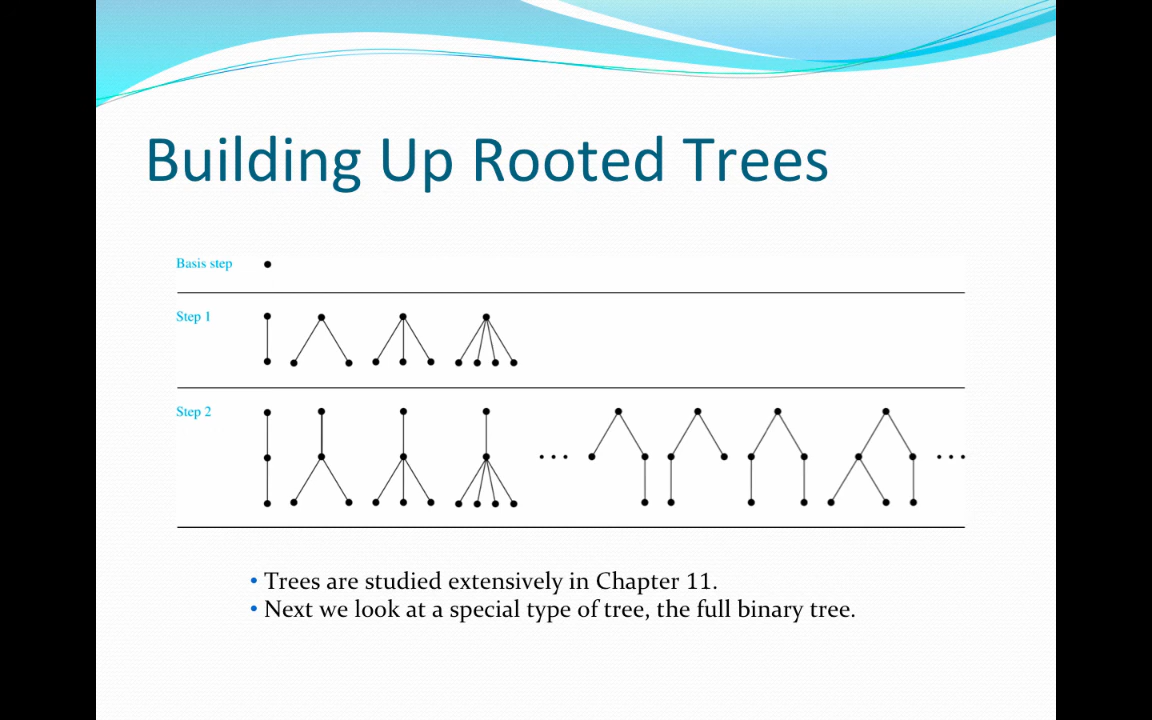 Building Up Rooted Trees
Basis step
Step 1
Step 2
• Trees are studied extensively in Chapter 11.
• Next we look at a special type of tree, the full binary tree.